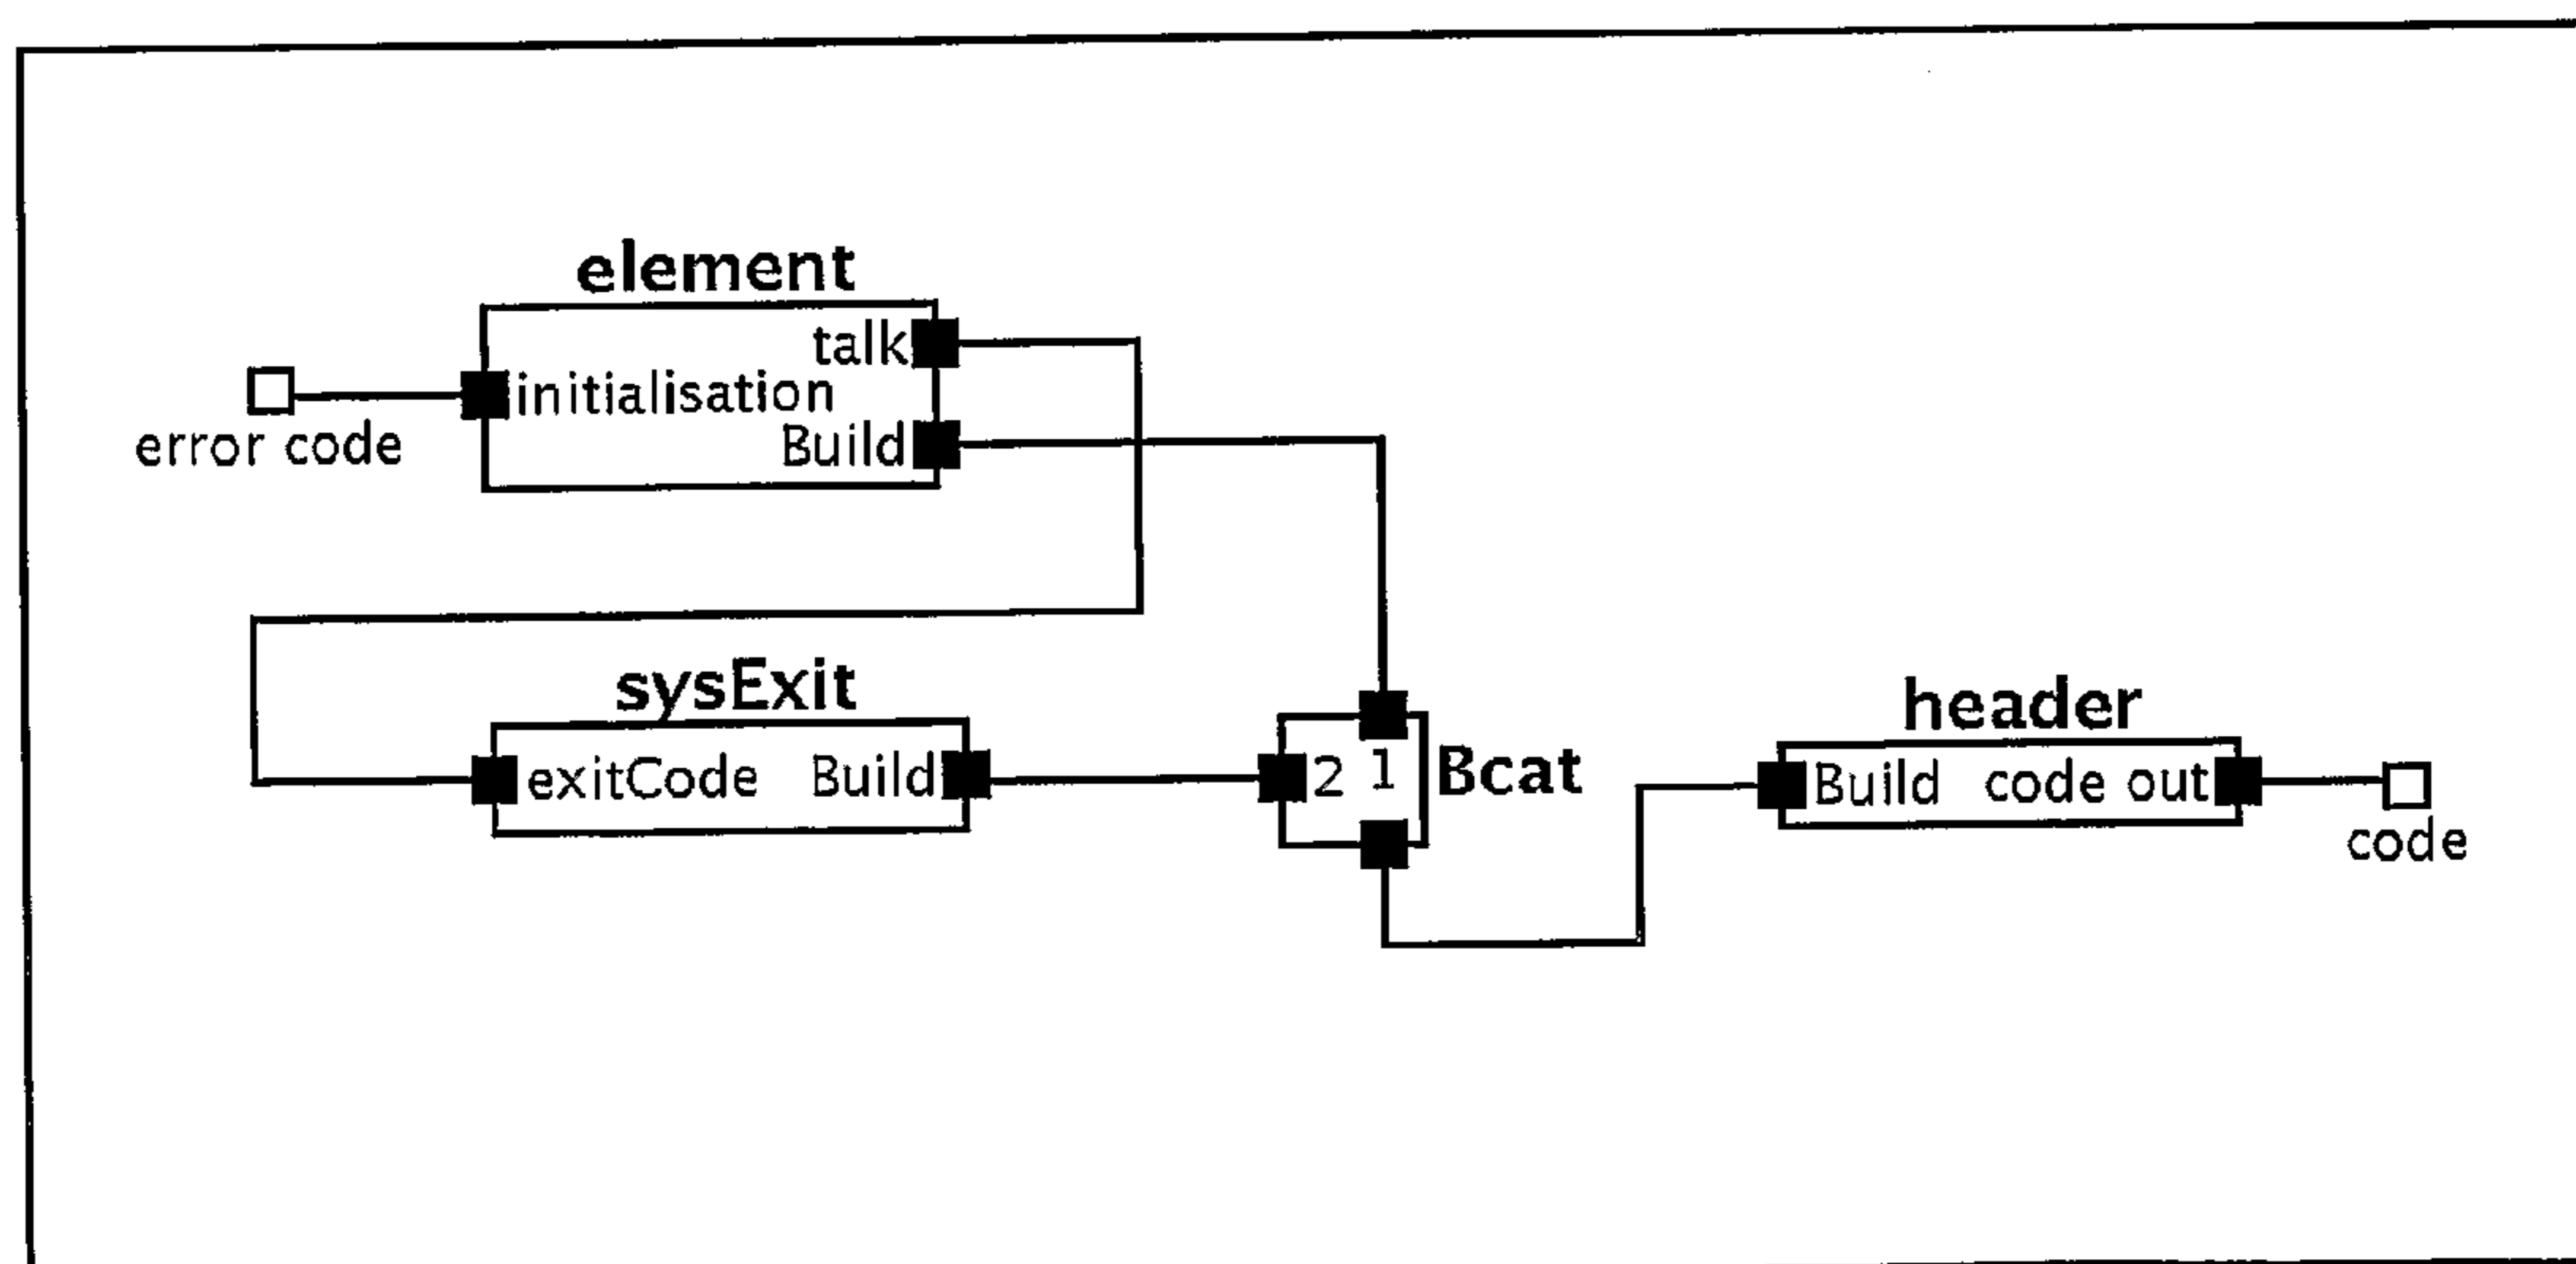 element
talk
initialisation
Build
error code
sysExit
exitCode Build
2 1
Bcat
header
Build code out
code